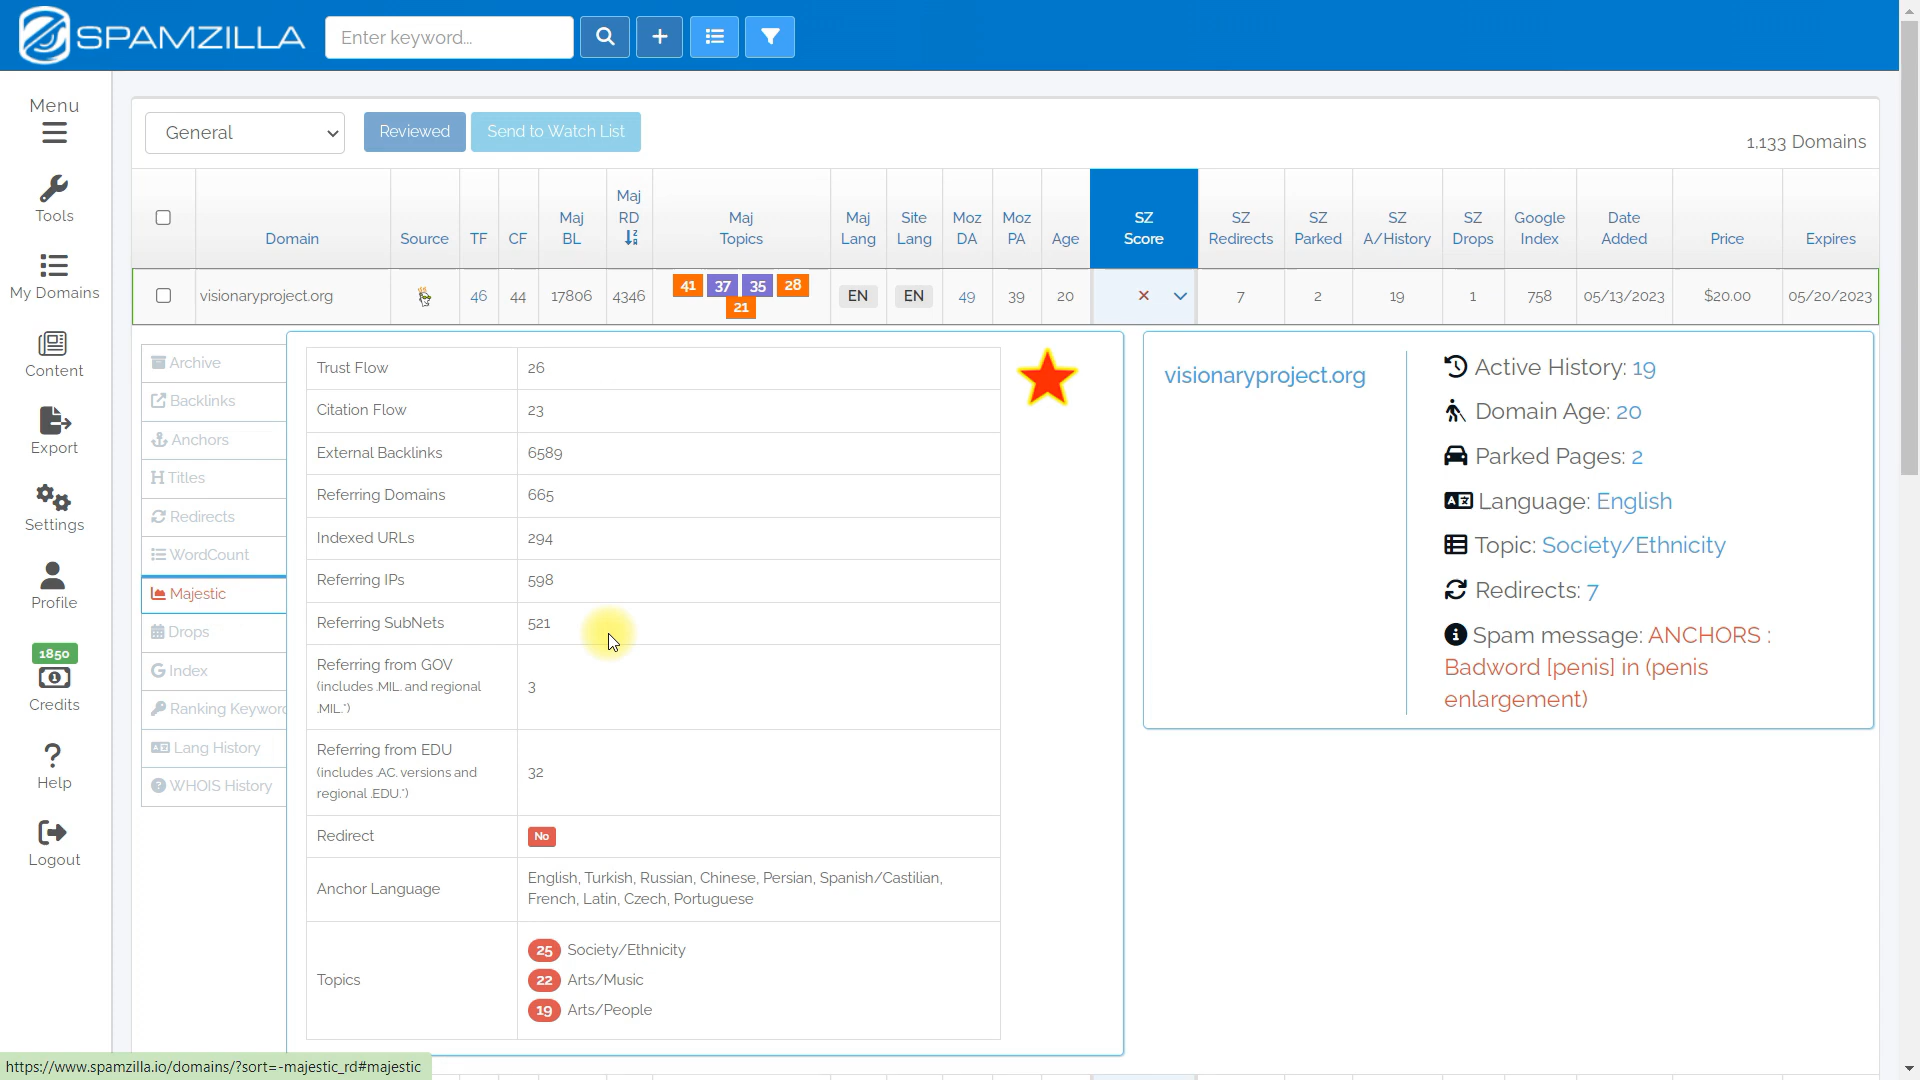 SPAMZILLA
Enter keyword...
Menu
Tools
My Domains
Content
Export
Settings
Profile
1850
Credits
Help
Logout
General
Reviewed
Send to Watch List
1,133 Domains
Domain
Source
TF
CF
Maj
BL
Maj
RD
Maj
Topics
Maj
Lang
Site
Lang
Moz
DA
Moz
PA
Age
SZ
Score
SZ
Redirects
SZ
Parked
SZ
A/History
SZ
Drops
Google
Index
Date
Added
Price
Expires
visionaryproject.org
46
44
17806
4346
41 37 35 28
21
EN
EN
49
39
20
7
2
19
1
758
05/13/2023
$20.00
05/20/2023
Archive
Backlinks
Anchors
Titles
Redirects
WordCount
Majestic
Drops
Index
Ranking Keyword
Lang History
WHOIS History
Trust Flow 26
Citation Flow 23
External Backlinks 6589
Referring Domains 665
Indexed URLs 294
Referring IPs 598
Referring SubNets 521
Referring from GOV
(includes .MIL. and regional
.MIL.*)
3
Referring from EDU
(includes .AC. versions and
regional .EDU.*)
32
Redirect No
Anchor Language
English, Turkish, Russian, Chinese, Persian, Spanish/Castilian,
French, Latin, Czech, Portuguese
Topics
25 Society/Ethnicity
22 Arts/Music
19 Arts/People
visionaryproject.org
Active History: 19
Domain Age: 20
Parked Pages: 2
Language: English
Topic: Society/Ethnicity
Redirects: 7
Spam message: ANCHORS :
Badword [penis] in (penis
enlargement)
https://www.spamzilla.io/domains/?sort=-majestic_rd#majestic